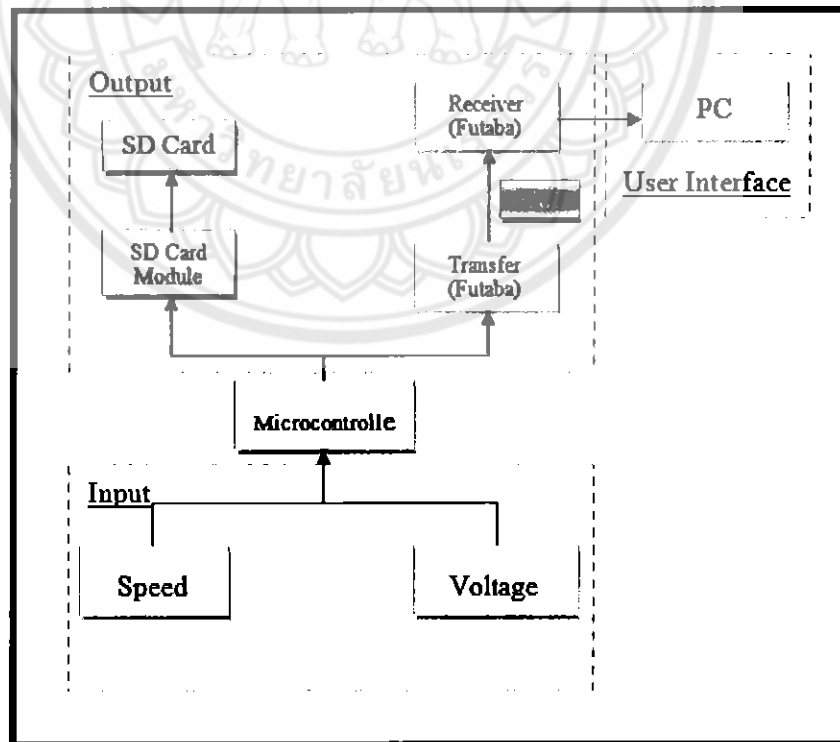 Output
SD Card
Receiver
(Futaba)
PC
User Interface
SD Card
Module
Transfer
(Futaba)
Microcontrolle
Input
Speed
Voltage